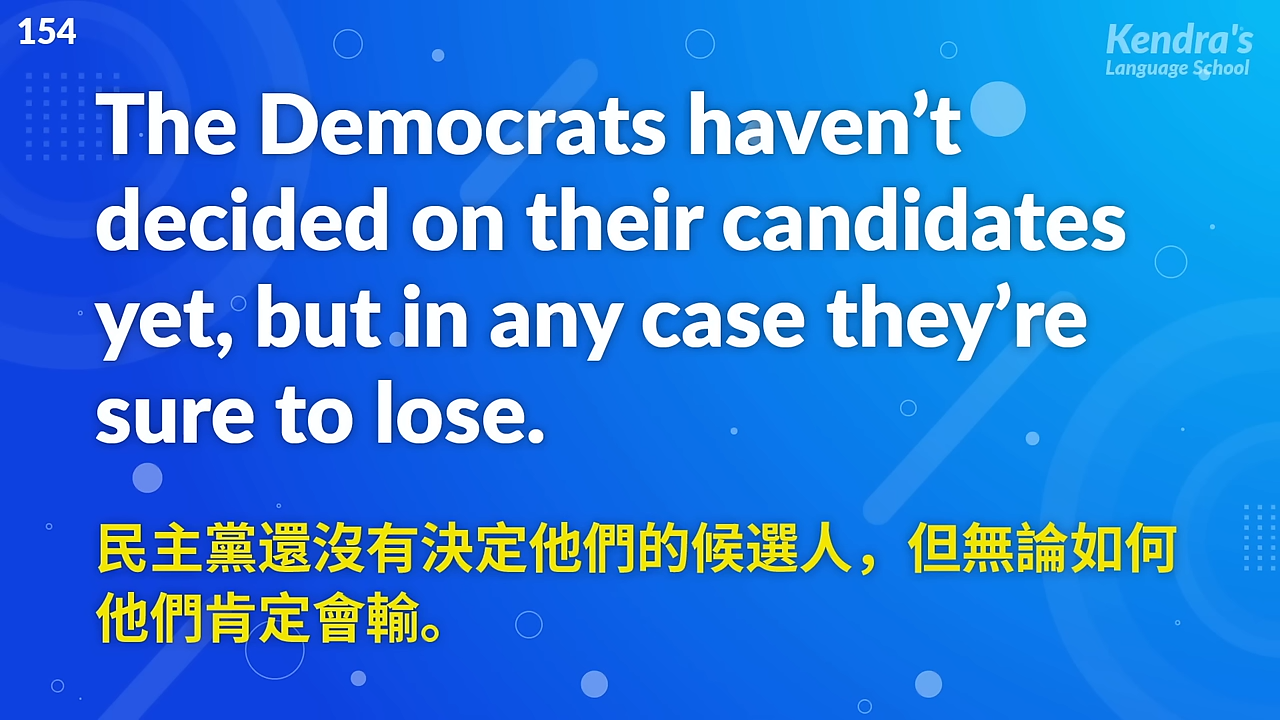 154
Kendra's
Language School
The Democrats haven’t
decided on their candidates
yet, but in any case they’re
sure to lose.
民主黨還沒有決定他們的候選人，但無論如何
他們肯定會輸。